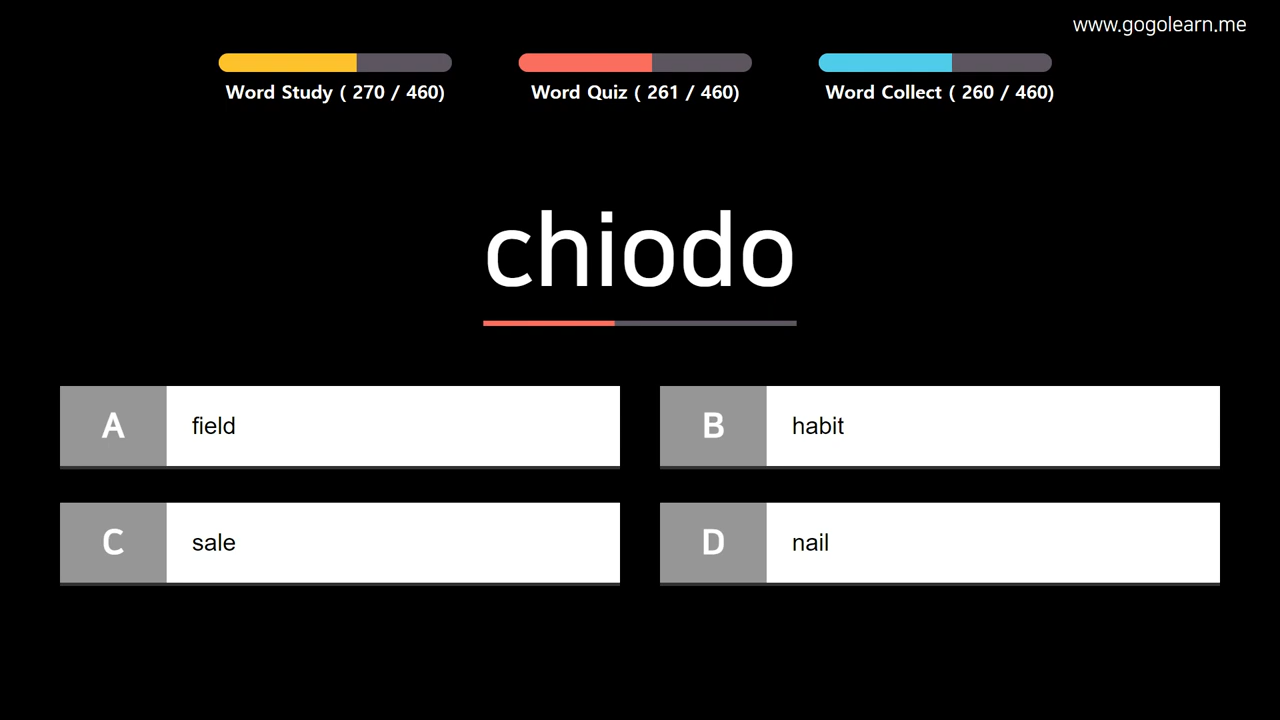 www.gogolearn.me
Word Study ( 270 / 460)
Word Quiz ( 261 / 460)
Word Collect ( 260 / 460)
chiodo
A field
B habit
C sale
D nail